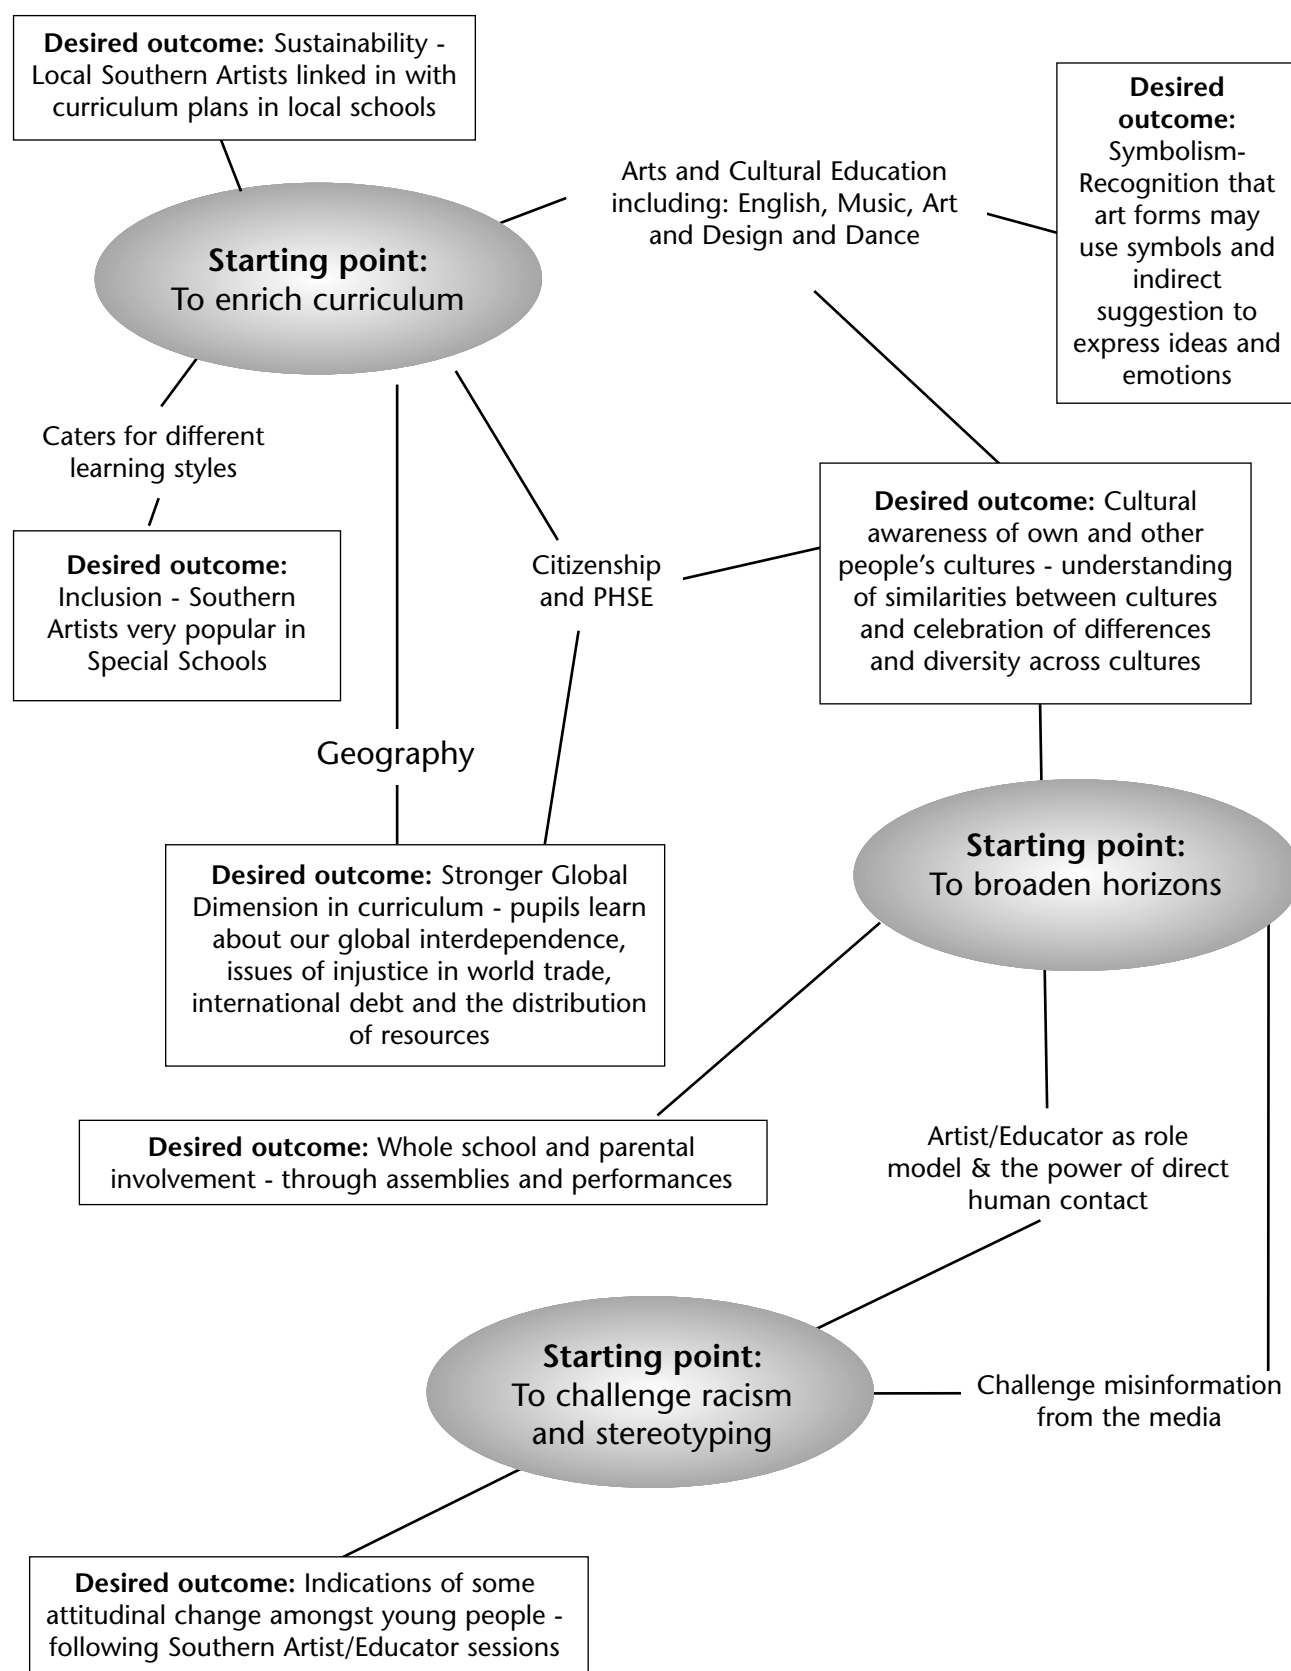 Desired outcome: Sustainability -
Local Southern Artists linked in with
curriculum plans in local schools
Desired
outcome:
Symbolism-
Recognition that
art forms may
use symbols and
indirect
suggestion to
express ideas and
emotions
Arts and Cultural Education
including: English, Music, Art
and Design and Dance
Starting point:
To enrich curriculum
Caters for different
learning styles
Desired outcome:
Inclusion - Southern
Artists very popular in
Special Schools
Citizenship
and PHSE
Desired outcome: Cultural
awareness of own and other
people’s cultures - understanding
of similarities between cultures
and celebration of differences
and diversity across cultures
Geography
Starting point:
To broaden horizons
Desired outcome: Stronger Global
Dimension in curriculum - pupils learn
about our global interdependence,
issues of injustice in world trade,
international debt and the distribution
of resources
Desired outcome: Whole school and parental
involvement - through assemblies and performances
Artist/Educator as role
model & the power of direct
human contact
Starting point:
To challenge racism
and stereotyping
Challenge misinformation
from the media
Desired outcome: Indications of some
attitudinal change amongst young people -
following Southern Artist/Educator sessions